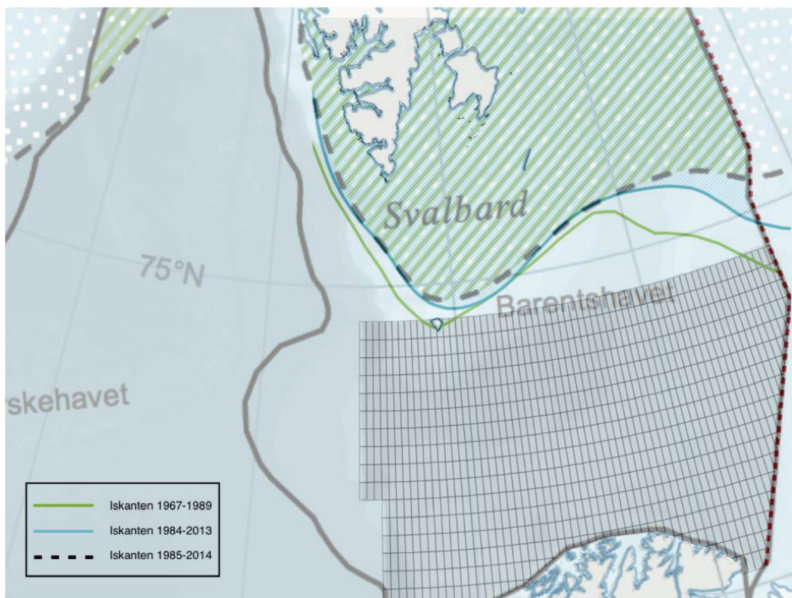 Svalbard
75°N
Barentshavet
skehavet
Iskanten 1967-1989
Iskanten 1984-2013
Iskanten 1985-2014